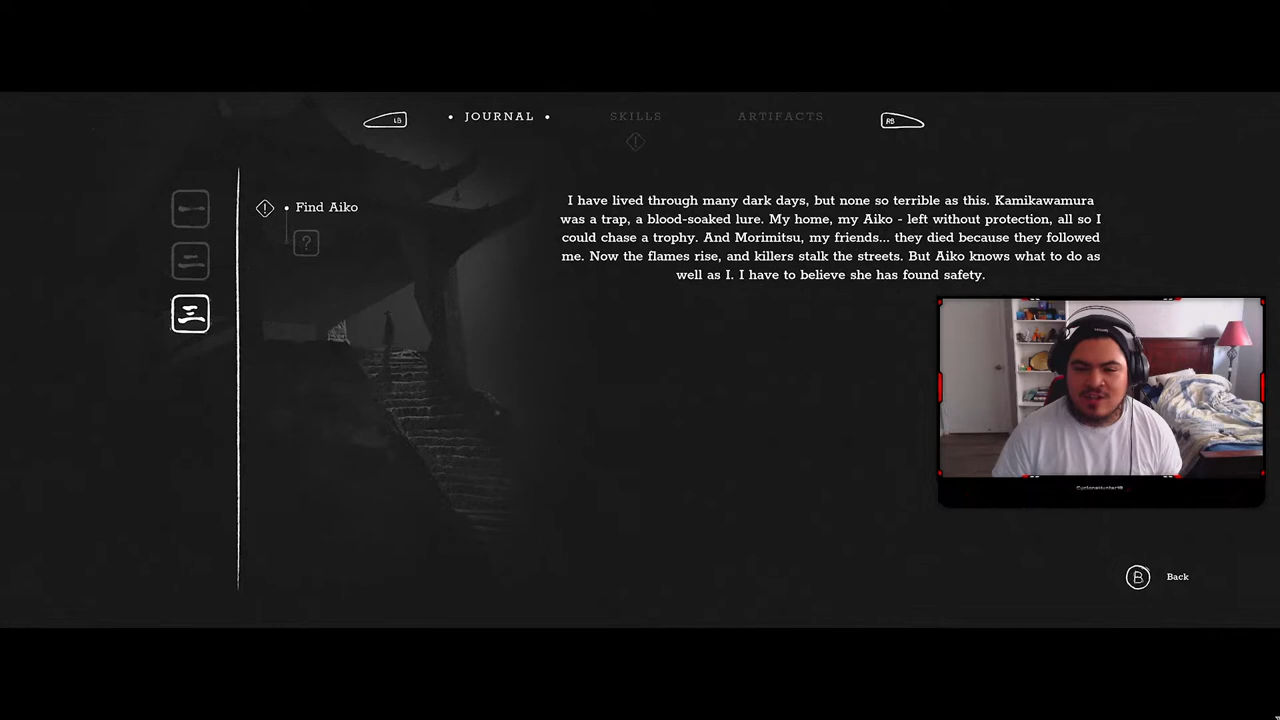 LB
• JOURNAL •
SKILLS
ARTIFACTS
RB
!
一
二
三
! • Find Aiko
?
I have lived through many dark days, but none so terrible as this. Kamikawamura
was a trap, a blood-soaked lure. My home, my Aiko - left without protection, all so I
could chase a trophy. And Morimitsu, my friends... they died because they followed
me. Now the flames rise, and killers stalk the streets. But Aiko knows what to do as
well as I. I have to believe she has found safety.
B Back